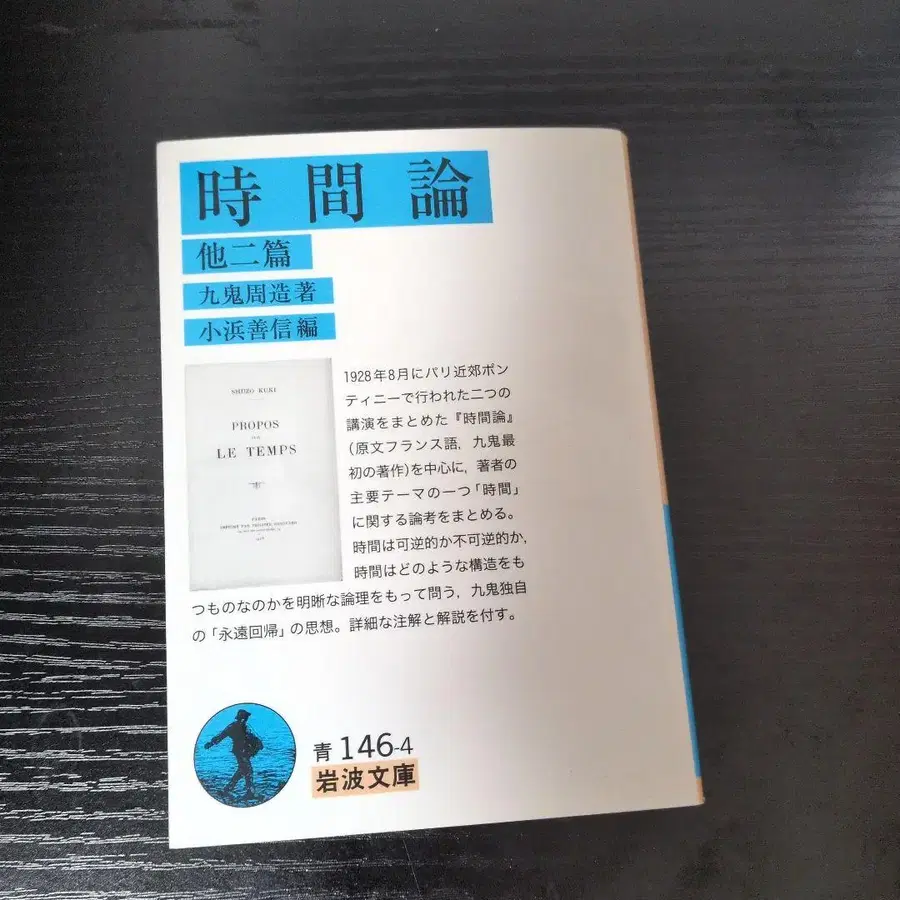 時間論
他二篇
九鬼周造著
小浜善信編
SHUZO KUKI
PROPOS
SUR
LE TEMPS
PARIS
1928年8月にパリ近郊ポン
ティニーで行われた二つの
講演をまとめた『時間論』
(原文フランス語,九鬼最
初の著作)を中心に,著者の
主要テーマの一つ「時間」
に関する論考をまとめる。
時間は可逆的か不可逆的か,
時間はどのような構造をも
つものなのかを明晰な論理をもって問う,九鬼独自
の「永遠回帰」の思想。詳細な注解と解説を付す。
青146-4
岩波文庫